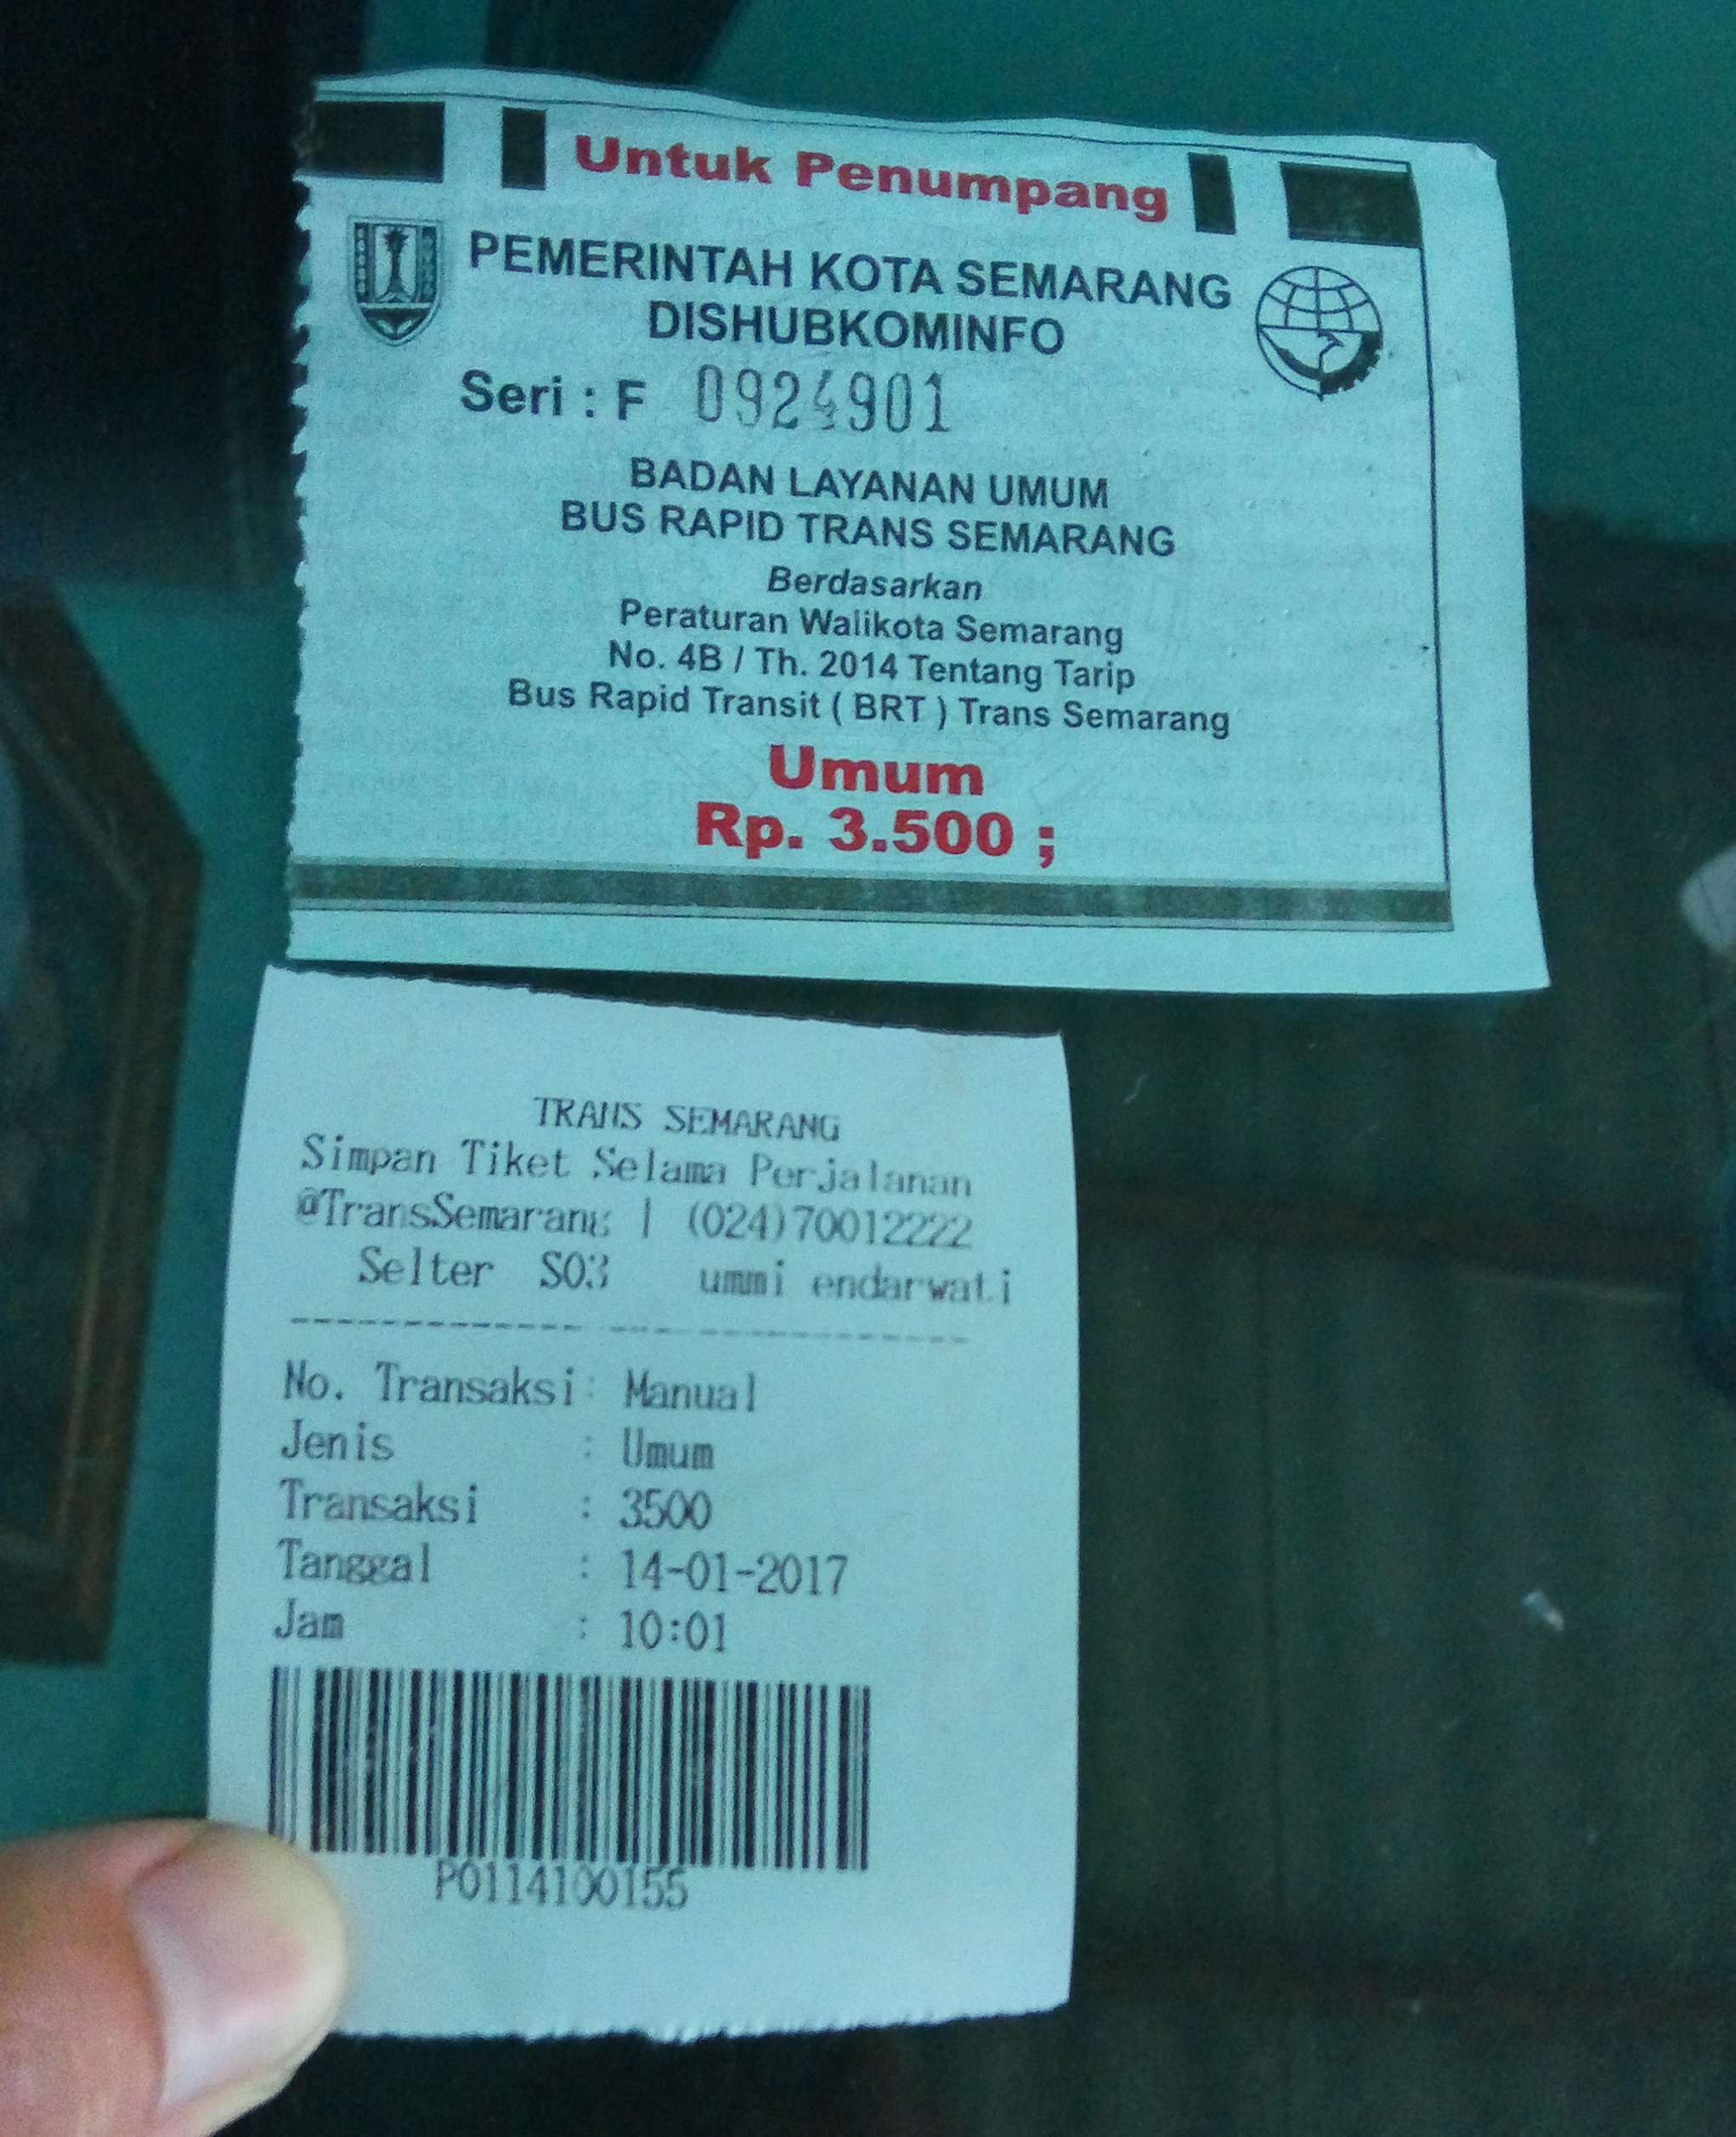 Untuk Penumpang
PEMERINTAH KOTA SEMARANG
DISHUBKOMINFO
Seri : F 0924901
BADAN LAYANAN UMUM
BUS RAPID TRANS SEMARANG
Berdasarkan
Peraturan Walikota Semarang
No. 4B / Th. 2014 Tentang Tarip
Bus Rapid Transit ( BRT ) Trans Semarang
Umum
Rp. 3.500 ;
TRANS SEMARANG
Simpan Tiket Selama Perjalanan
@TransSemarang | (024)70012222
Selter S03 ummi endarwati
No. Transaksi: Manual
Jenis : Umum
Transaksi : 3500
Tanggal : 14-01-2017
Jam : 10:01
P0114100155